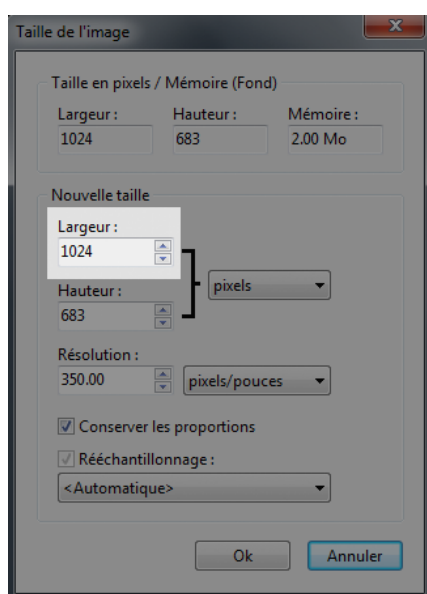 Taille de l'image
Taille en pixels / Mémoire (Fond)
Largeur : Hauteur : Mémoire :
1024 683 2.00 Mo
Nouvelle taille
Largeur :
1024
pixels
Hauteur :
683
Résolution :
350.00 pixels/pouces
Conserver les proportions
Rééchantillonnage :
<Automatique>
Ok Annuler